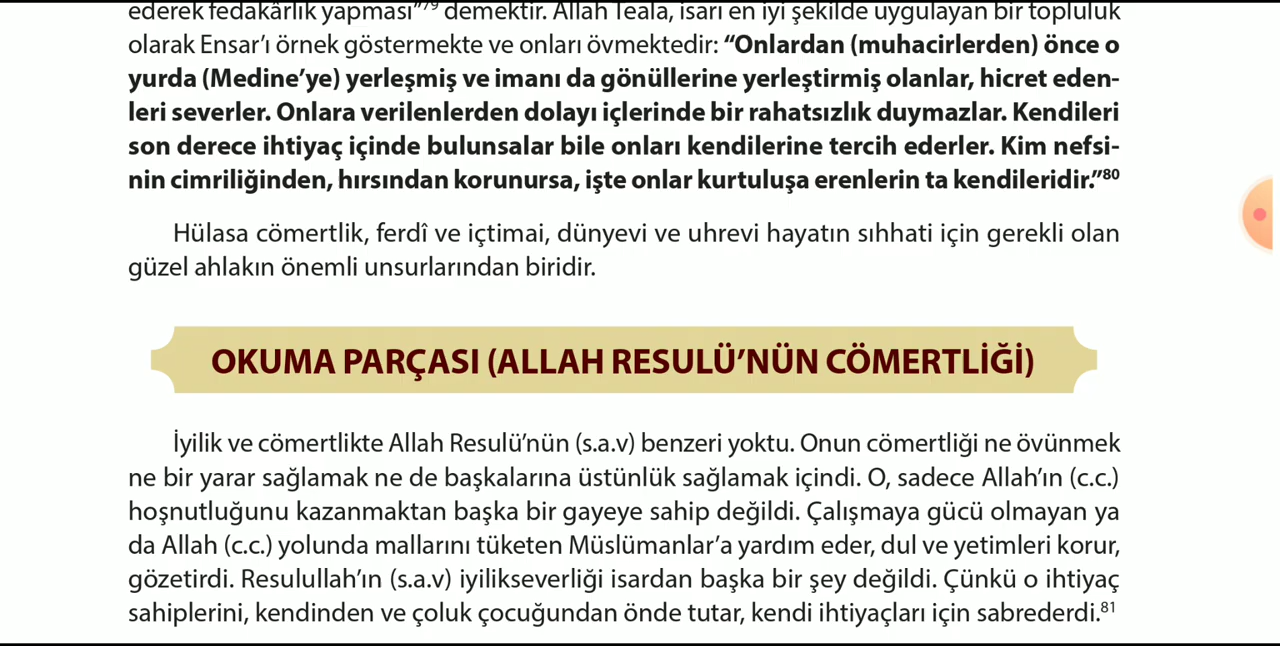 ederek fedakârlık yapması”⁷⁹ demektir. Allah Teala, isarı en iyi şekilde uygulayan bir topluluk
olarak Ensar’ı örnek göstermekte ve onları övmektedir: “Onlardan (muhacirlerden) önce o
yurda (Medine’ye) yerleşmiş ve imanı da gönüllerine yerleştirmiş olanlar, hicret eden-
leri severler. Onlara verilenlerden dolayı içlerinde bir rahatsızlık duymazlar. Kendileri
son derece ihtiyaç içinde bulunsalar bile onları kendilerine tercih ederler. Kim nefsi-
nin cimriliğinden, hırsından korunursa, işte onlar kurtuluşa erenlerin ta kendileridir.”⁸⁰
Hülasa cömertlik, ferdî ve içtimai, dünyevi ve uhrevi hayatın sıhhati için gerekli olan
güzel ahlakın önemli unsurlarından biridir.
OKUMA PARÇASI (ALLAH RESULÜ’NÜN CÖMERTLİĞİ)
İyilik ve cömertlikte Allah Resulü’nün (s.a.v) benzeri yoktu. Onun cömertliği ne övünmek
ne bir yarar sağlamak ne de başkalarına üstünlük sağlamak içindi. O, sadece Allah’ın (c.c.)
hoşnutluğunu kazanmaktan başka bir gayeye sahip değildi. Çalışmaya gücü olmayan ya
da Allah (c.c.) yolunda mallarını tüketen Müslümanlar’a yardım eder, dul ve yetimleri korur,
gözetirdi. Resulullah’ın (s.a.v) iyilikseverliği isardan başka bir şey değildi. Çünkü o ihtiyaç
sahiplerini, kendinden ve çoluk çocuğundan önde tutar, kendi ihtiyaçları için sabrederdi.⁸¹